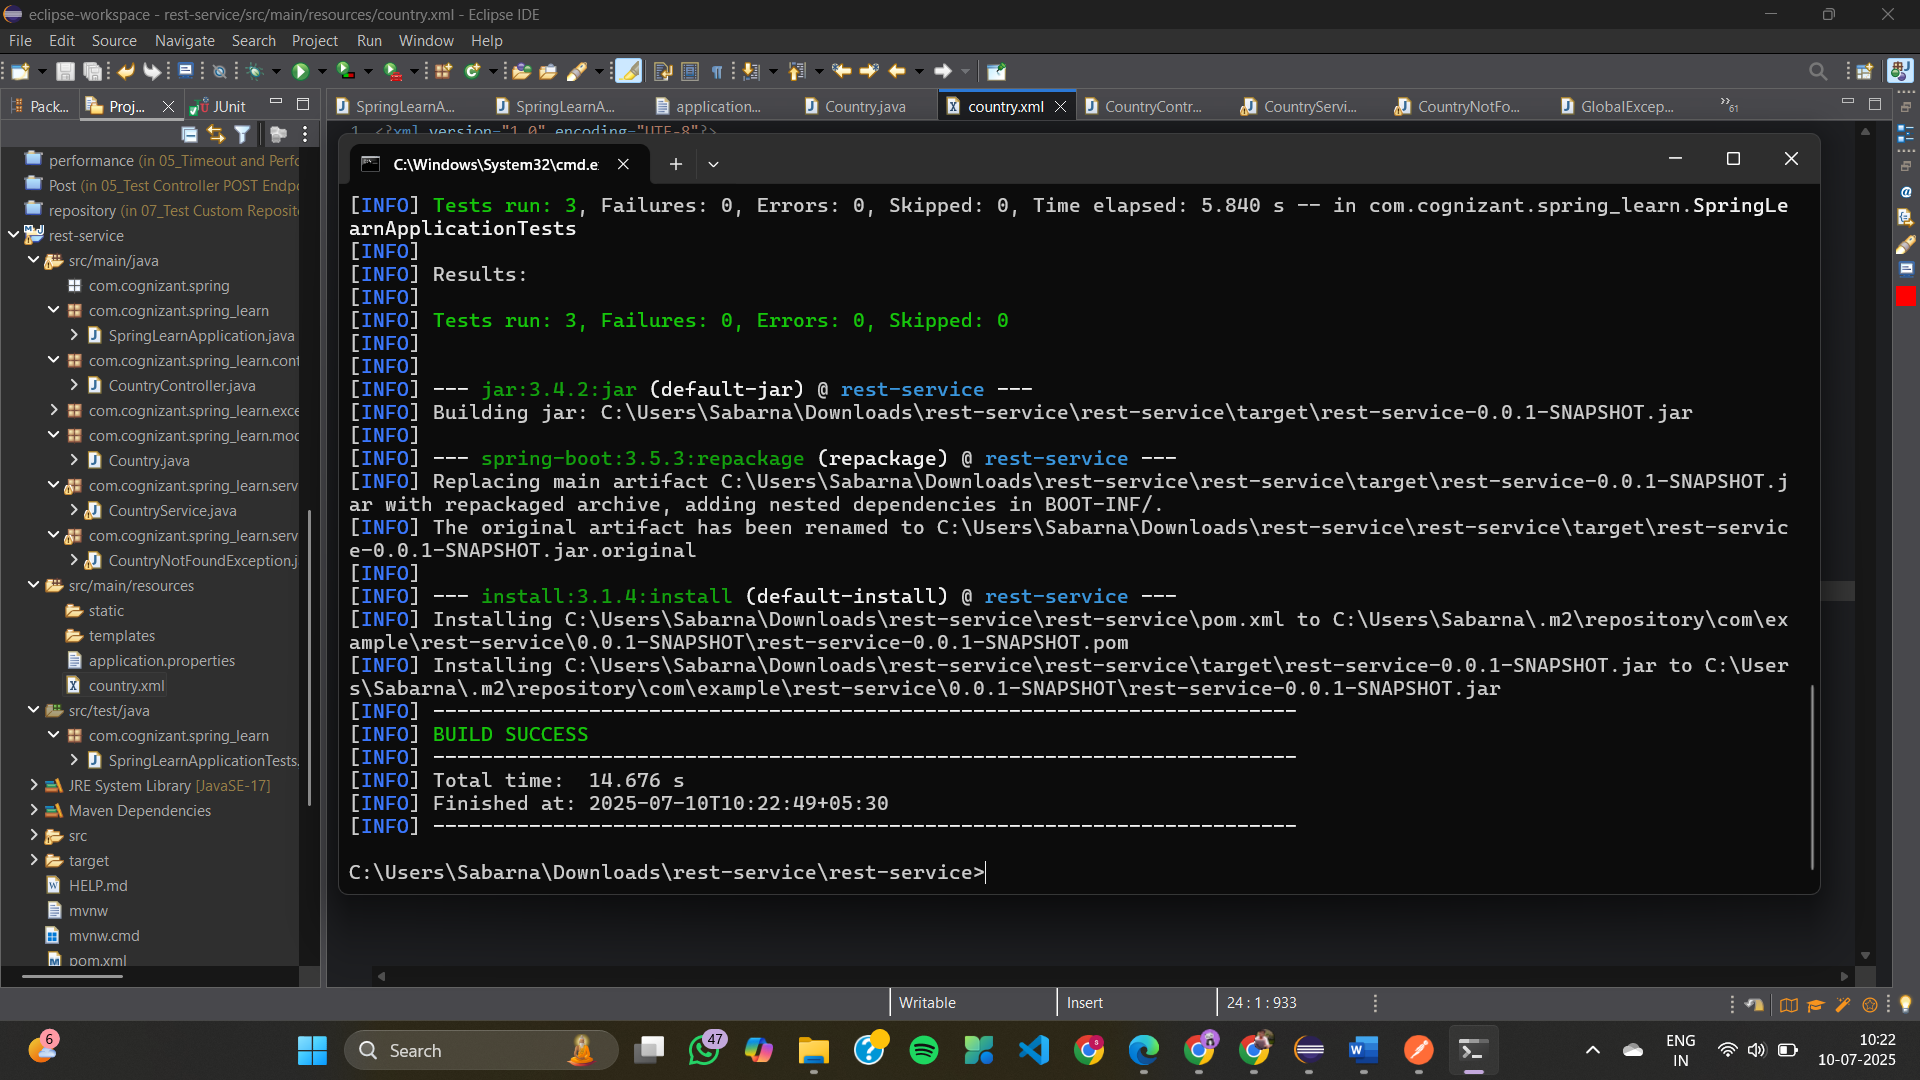 eclipse-workspace - rest-service/src/main/resources/country.xml - Eclipse IDE
File Edit Source Navigate Search Project Run Window Help
Pack... Proj... JUnit
SpringLearnA... SpringLearnA... application... Country.java country.xml CountryContr... CountryServi... CountryNotFo... GlobalExcep... »61
1 <?xml version="1.0" encoding="UTF-8"?>
performance (in 05_Timeout and Perfo
Post (in 05_Test Controller POST Endpo
repository (in 07_Test Custom Reposit
rest-service
src/main/java
com.cognizant.spring
com.cognizant.spring_learn
SpringLearnApplication.java
com.cognizant.spring_learn.cont
CountryController.java
com.cognizant.spring_learn.exce
com.cognizant.spring_learn.mod
Country.java
com.cognizant.spring_learn.serv
CountryService.java
com.cognizant.spring_learn.serv
CountryNotFoundException.j
src/main/resources
static
templates
application.properties
country.xml
src/test/java
com.cognizant.spring_learn
SpringLearnApplicationTests.
JRE System Library [JavaSE-17]
Maven Dependencies
src
target
HELP.md
mvnw
mvnw.cmd
pom.xml
C:\Windows\System32\cmd.e
[INFO] Tests run: 3, Failures: 0, Errors: 0, Skipped: 0, Time elapsed: 5.840 s -- in com.cognizant.spring_learn.SpringLe
arnApplicationTests
[INFO]
[INFO] Results:
[INFO]
[INFO] Tests run: 3, Failures: 0, Errors: 0, Skipped: 0
[INFO]
[INFO]
[INFO] --- jar:3.4.2:jar (default-jar) @ rest-service ---
[INFO] Building jar: C:\Users\Sabarna\Downloads\rest-service\rest-service\target\rest-service-0.0.1-SNAPSHOT.jar
[INFO]
[INFO] --- spring-boot:3.5.3:repackage (repackage) @ rest-service ---
[INFO] Replacing main artifact C:\Users\Sabarna\Downloads\rest-service\rest-service\target\rest-service-0.0.1-SNAPSHOT.j
ar with repackaged archive, adding nested dependencies in BOOT-INF/.
[INFO] The original artifact has been renamed to C:\Users\Sabarna\Downloads\rest-service\rest-service\target\rest-servic
e-0.0.1-SNAPSHOT.jar.original
[INFO]
[INFO] --- install:3.1.4:install (default-install) @ rest-service ---
[INFO] Installing C:\Users\Sabarna\Downloads\rest-service\rest-service\pom.xml to C:\Users\Sabarna\.m2\repository\com\ex
ample\rest-service\0.0.1-SNAPSHOT\rest-service-0.0.1-SNAPSHOT.pom
[INFO] Installing C:\Users\Sabarna\Downloads\rest-service\rest-service\target\rest-service-0.0.1-SNAPSHOT.jar to C:\User
s\Sabarna\.m2\repository\com\example\rest-service\0.0.1-SNAPSHOT\rest-service-0.0.1-SNAPSHOT.jar
[INFO] ------------------------------------------------------------------------
[INFO] BUILD SUCCESS
[INFO] ------------------------------------------------------------------------
[INFO] Total time:  14.676 s
[INFO] Finished at: 2025-07-10T10:22:49+05:30
[INFO] ------------------------------------------------------------------------
C:\Users\Sabarna\Downloads\rest-service\rest-service>
Writable Insert 24 : 1 : 933
6
Search
47
ENG
IN
10:22
10-07-2025